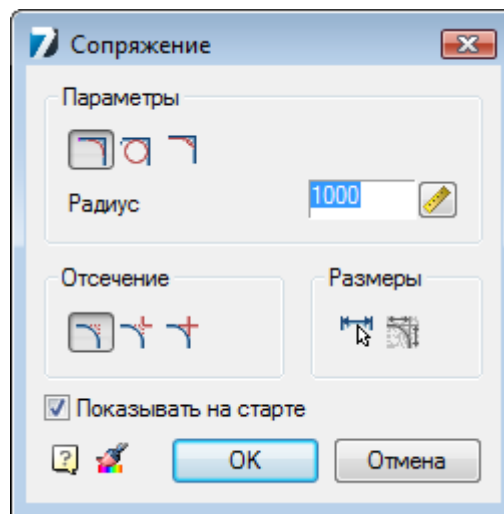 Сопряжение
Параметры
Радиус
1000
Отсечение
Размеры
Показывать на старте
OK
Отмена